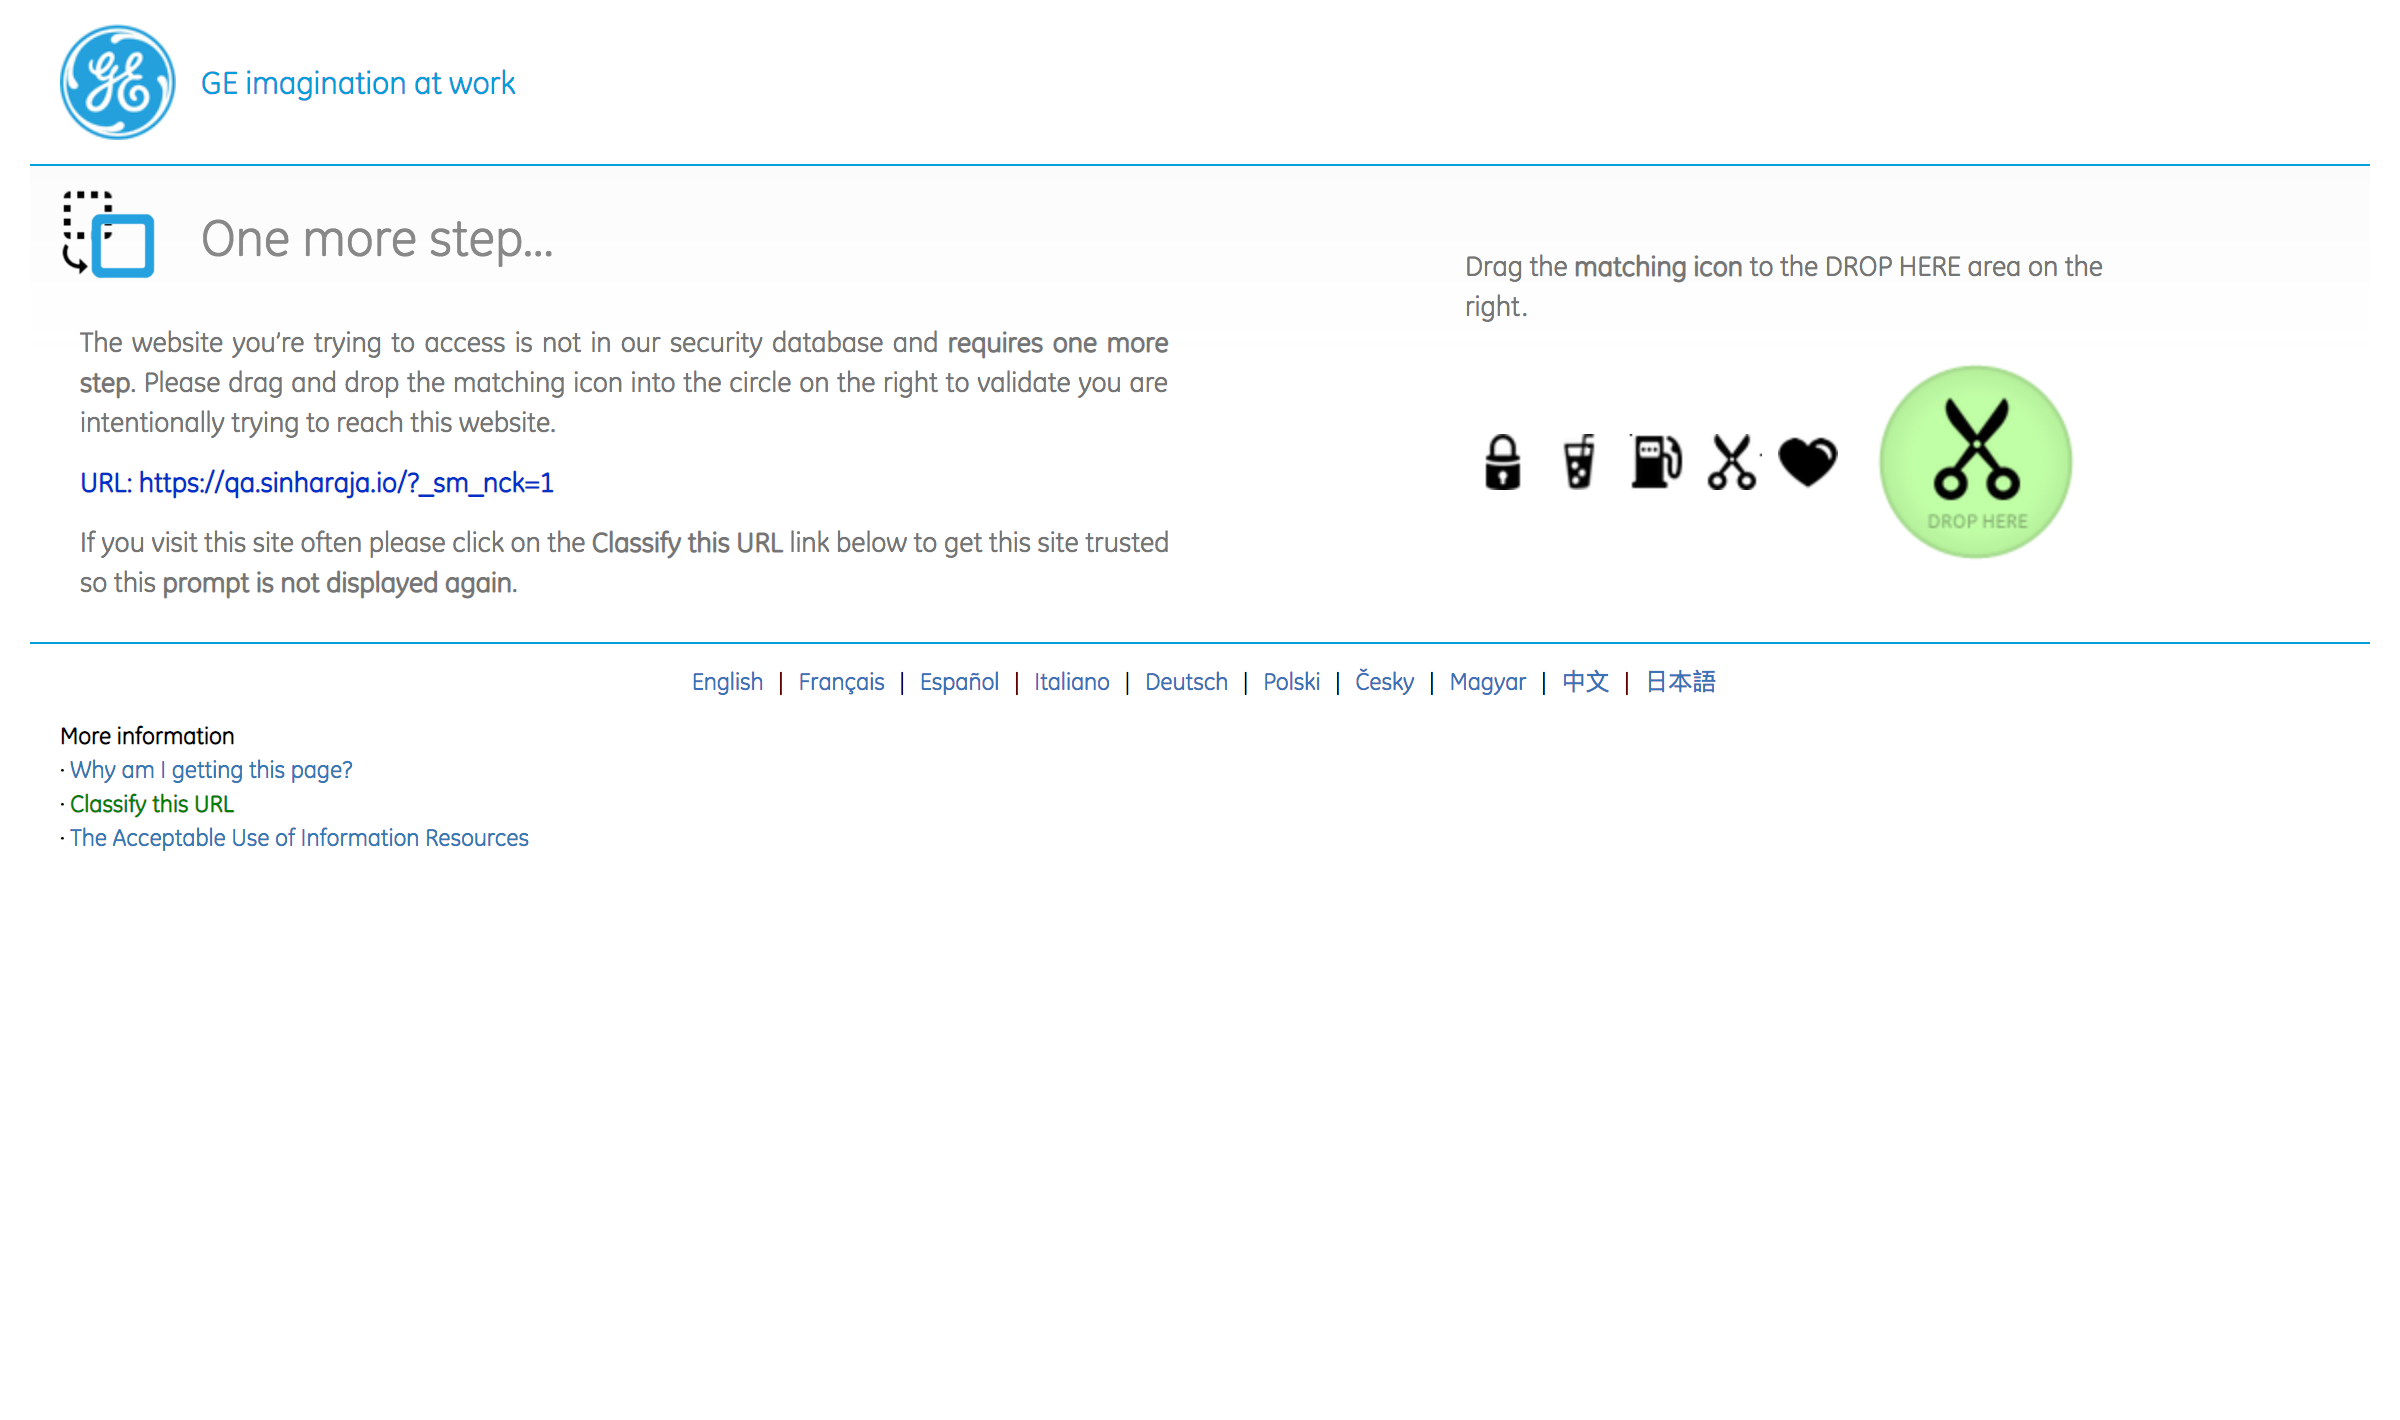 GE
GE imagination at work
One more step...
The website you're trying to access is not in our security database and requires one more
step. Please drag and drop the matching icon into the circle on the right to validate you are
intentionally trying to reach this website.
URL: https://qa.sinharaja.io/?_sm_nck=1
If you visit this site often please click on the Classify this URL link below to get this site trusted
so this prompt is not displayed again.
Drag the matching icon to the DROP HERE area on the
right.
DROP HERE
English | Français | Español | Italiano | Deutsch | Polski | Česky | Magyar | 中文 | 日本語
More information
· Why am I getting this page?
· Classify this URL
· The Acceptable Use of Information Resources